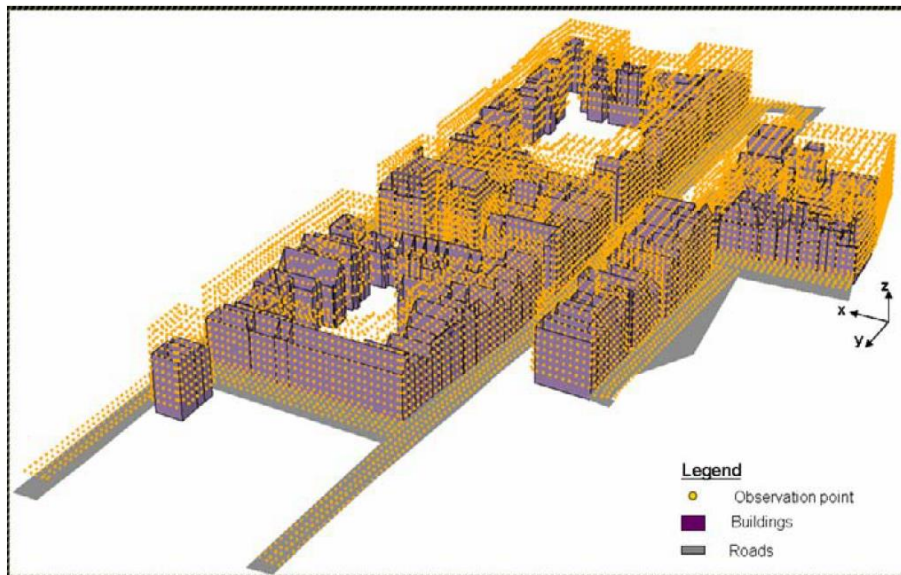 z
x
y
Legend
Observation point
Buildings
Roads